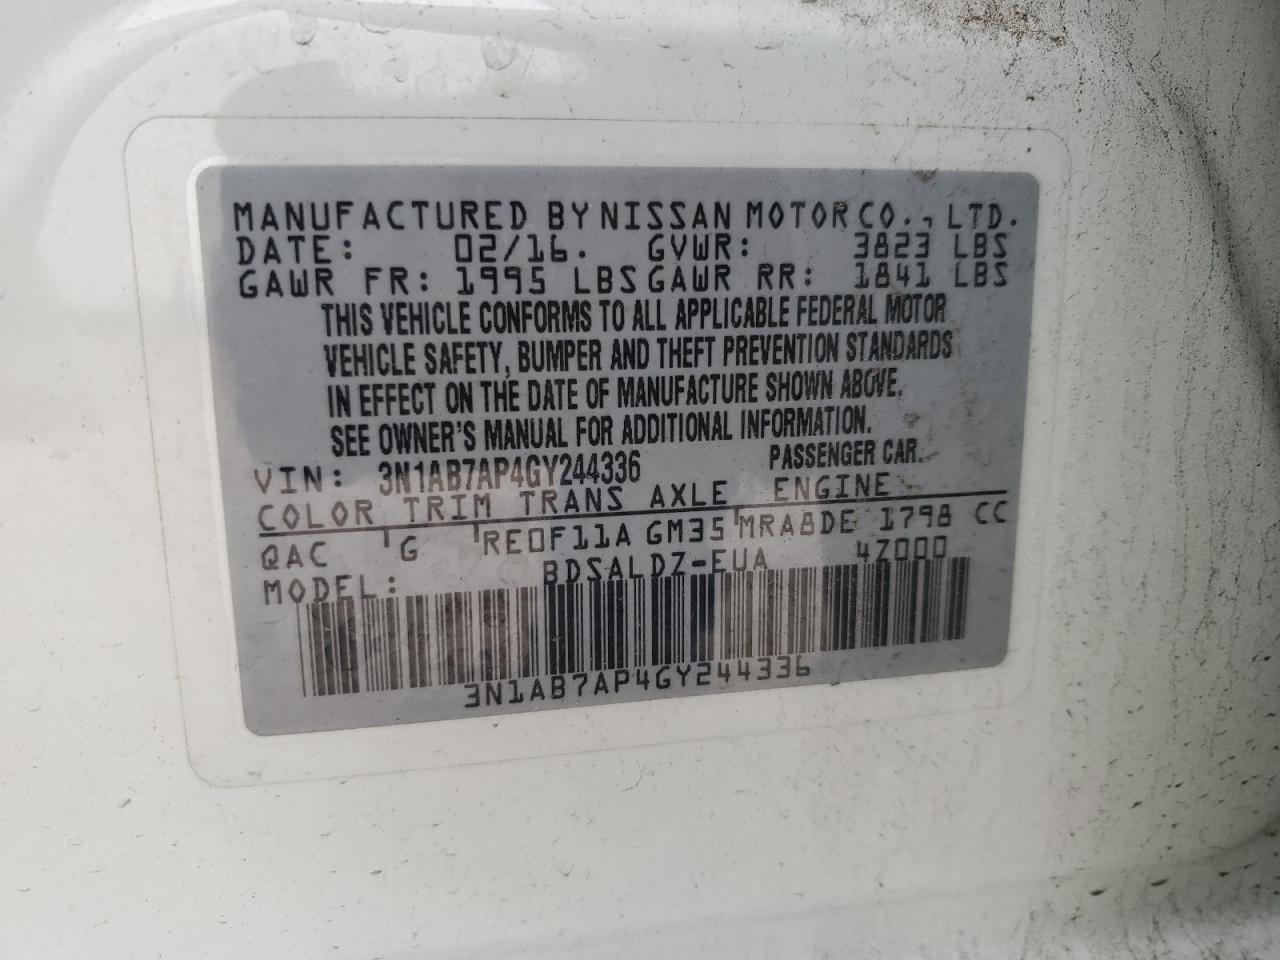 MANUFACTURED BY NISSAN MOTOR CO., LTD.
DATE: 02/16. GVWR: 3823 LBS
GAWR FR: 1995 LBS GAWR RR: 1841 LBS
THIS VEHICLE CONFORMS TO ALL APPLICABLE FEDERAL MOTOR
VEHICLE SAFETY, BUMPER AND THEFT PREVENTION STANDARDS
IN EFFECT ON THE DATE OF MANUFACTURE SHOWN ABOVE.
SEE OWNER'S MANUAL FOR ADDITIONAL INFORMATION.
VIN: 3N1AB7AP4GY244336 PASSENGER CAR.
COLOR TRIM TRANS AXLE ENGINE
QAC G RE0F11A GM35 MRA8DE 1798 CC
MODEL: BDSALDZ-EUA 4Z000
3N1AB7AP4GY244336